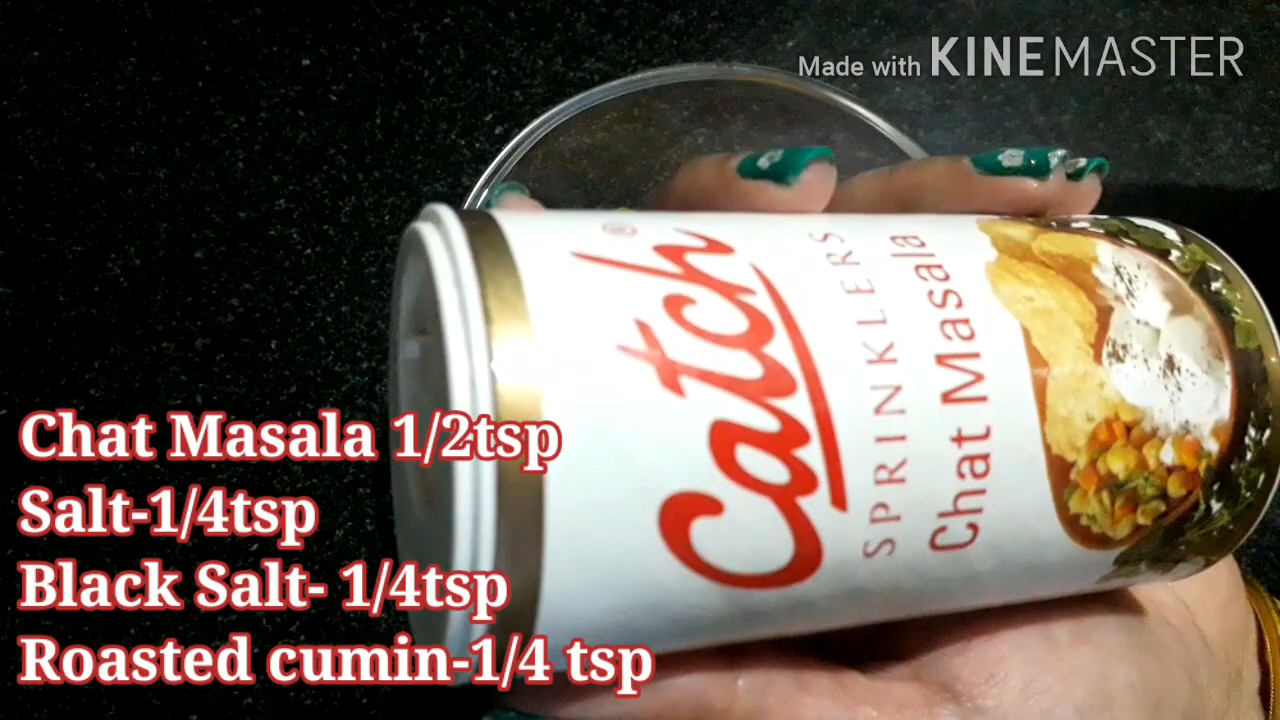 Made with KINEMASTER
Catch®
SPRINKLERS
Chat Masala
Chat Masala 1/2tsp
Salt-1/4tsp
Black Salt- 1/4tsp
Roasted cumin-1/4 tsp